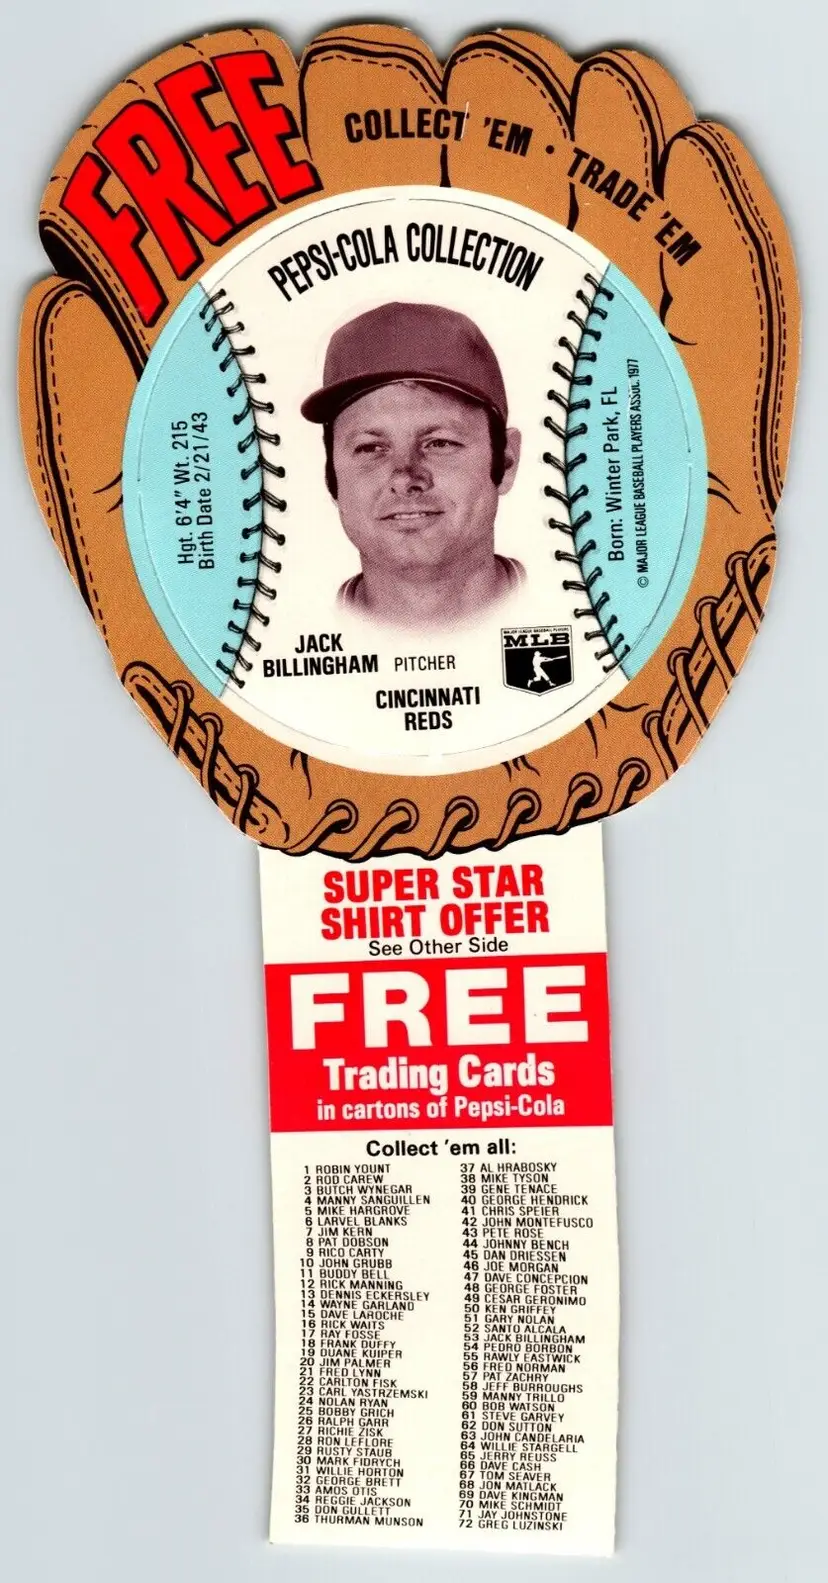 FREE
COLLECT 'EM • TRADE 'EM
PEPSI-COLA COLLECTION
Hgt. 6'4" Wt. 215
Birth Date 2/21/43
Born: Winter Park, FL
© MAJOR LEAGUE BASEBALL PLAYERS ASSOC. 1977
JACK
BILLINGHAM PITCHER
CINCINNATI
REDS
MAJOR LEAGUE BASEBALL PLAYERS
MLB
SUPER STAR
SHIRT OFFER
See Other Side
FREE
Trading Cards
in cartons of Pepsi-Cola
Collect 'em all:
1 ROBIN YOUNT
2 ROD CAREW
3 BUTCH WYNEGAR
4 MANNY SANGUILLEN
5 MIKE HARGROVE
6 LARVEL BLANKS
7 JIM KERN
8 PAT DOBSON
9 RICO CARTY
10 JOHN GRUBB
11 BUDDY BELL
12 RICK MANNING
13 DENNIS ECKERSLEY
14 WAYNE GARLAND
15 DAVE LAROCHE
16 RICK WAITS
17 RAY FOSSE
18 FRANK DUFFY
19 DUANE KUIPER
20 JIM PALMER
21 FRED LYNN
22 CARLTON FISK
23 CARL YASTRZEMSKI
24 NOLAN RYAN
25 BOBBY GRICH
26 RALPH GARR
27 RICHIE ZISK
28 RON LEFLORE
29 RUSTY STAUB
30 MARK FIDRYCH
31 WILLIE HORTON
32 GEORGE BRETT
33 AMOS OTIS
34 REGGIE JACKSON
35 DON GULLETT
36 THURMAN MUNSON
37 AL HRABOSKY
38 MIKE TYSON
39 GENE TENACE
40 GEORGE HENDRICK
41 CHRIS SPEIER
42 JOHN MONTEFUSCO
43 PETE ROSE
44 JOHNNY BENCH
45 DAN DRIESSEN
46 JOE MORGAN
47 DAVE CONCEPCION
48 GEORGE FOSTER
49 CESAR GERONIMO
50 KEN GRIFFEY
51 GARY NOLAN
52 SANTO ALCALA
53 JACK BILLINGHAM
54 PEDRO BORBON
55 RAWLY EASTWICK
56 FRED NORMAN
57 PAT ZACHRY
58 JEFF BURROUGHS
59 MANNY TRILLO
60 BOB WATSON
61 STEVE GARVEY
62 DON SUTTON
63 JOHN CANDELARIA
64 WILLIE STARGELL
65 JERRY REUSS
66 DAVE CASH
67 TOM SEAVER
68 JON MATLACK
69 DAVE KINGMAN
70 MIKE SCHMIDT
71 JAY JOHNSTONE
72 GREG LUZINSKI